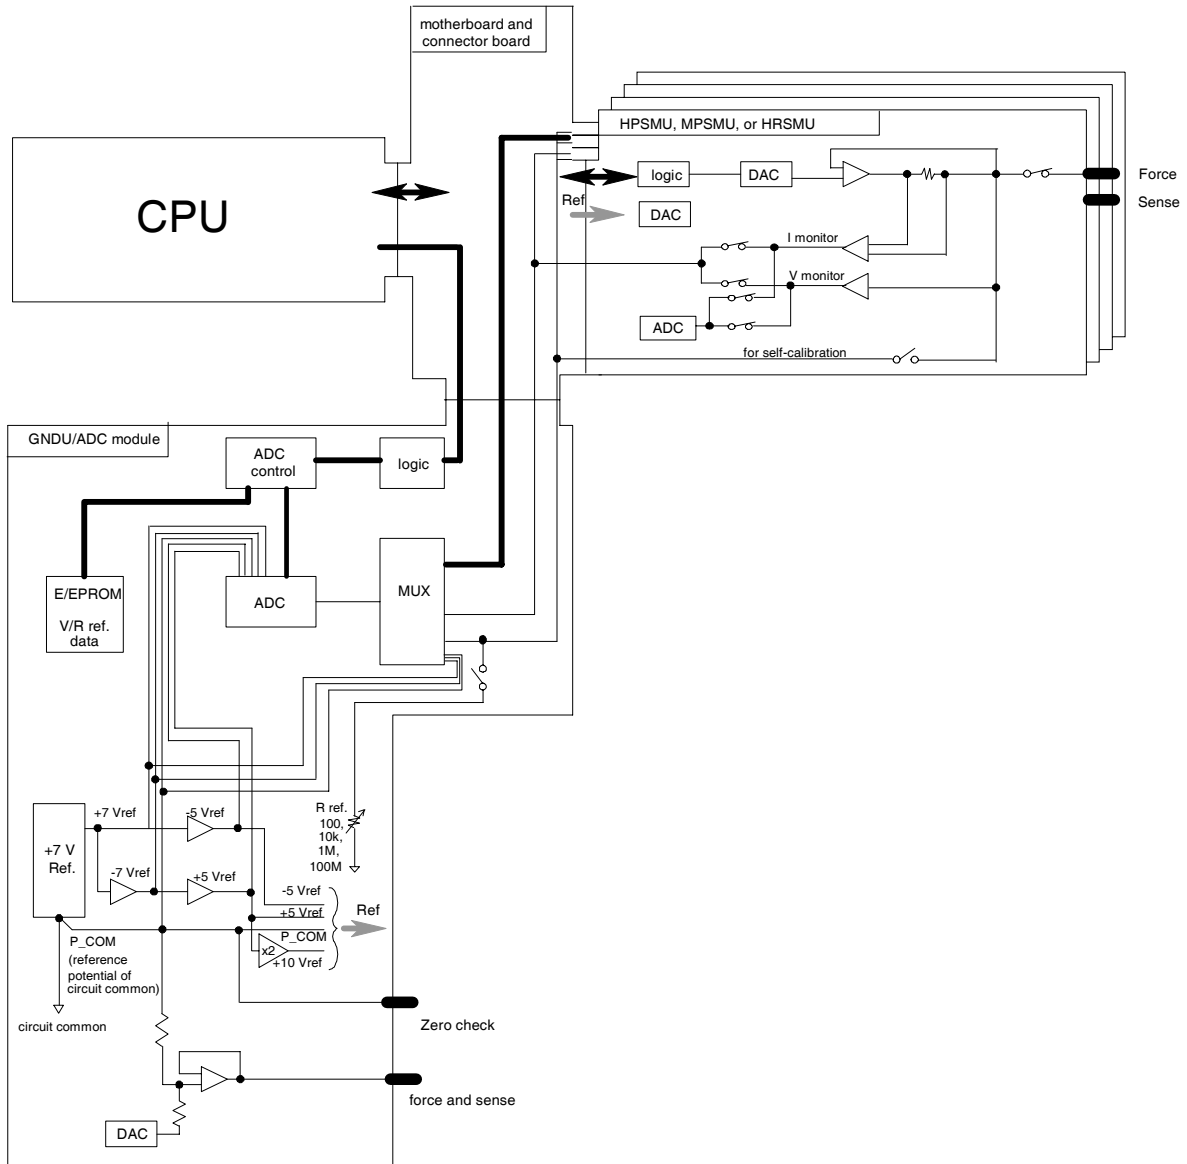 motherboard and
connector board
HPSMU, MPSMU, or HRSMU
CPU
logic
DAC
Force
Ref
DAC
Sense
I monitor
V monitor
ADC
for self-calibration
GNDU/ADC module
ADC
control
logic
E/EPROM
V/R ref.
data
ADC
MUX
+7 V
Ref.
+7 Vref
-5 Vref
-7 Vref
+5 Vref
R ref.
100,
10k,
1M,
100M
-5 Vref
+5 Vref
P_COM
x2
+10 Vref
Ref
P_COM
(reference
potential of
circuit common)
circuit common
Zero check
force and sense
DAC